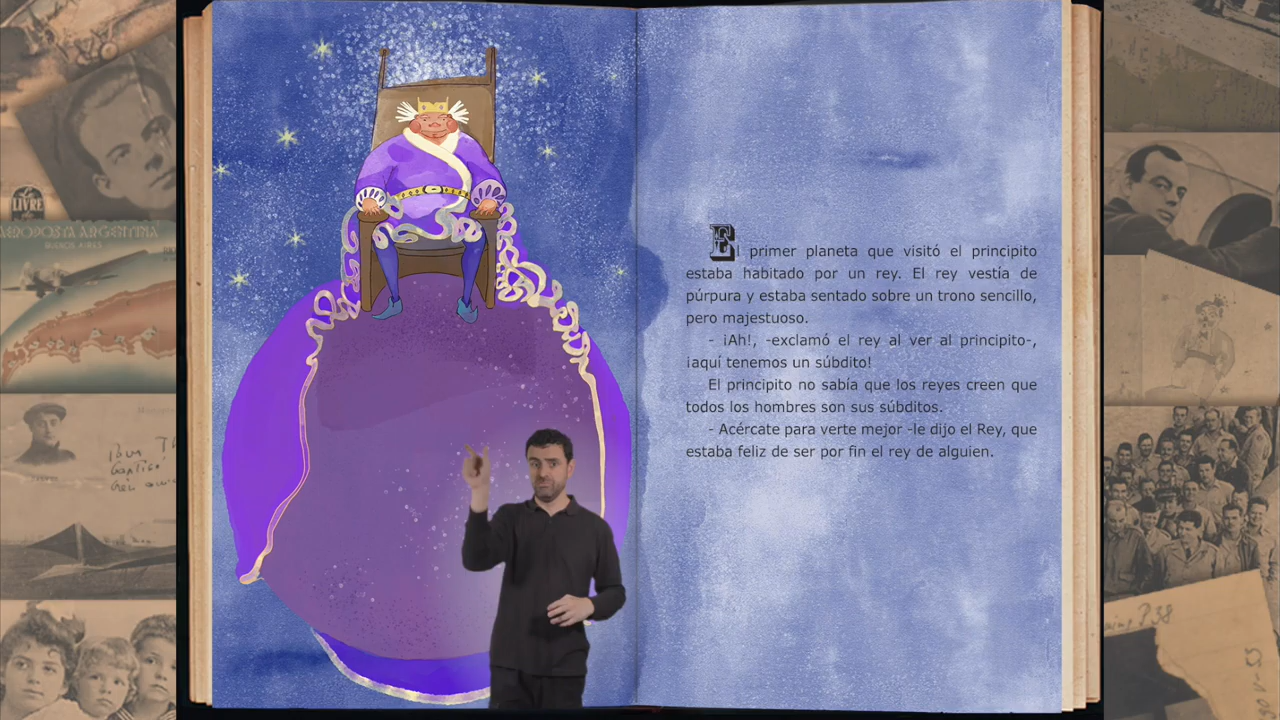 LIVRE
AEROPOSTA ARGENTINA
BUENOS AIRES
El primer planeta que visitó el principito
estaba habitado por un rey. El rey vestía de
púrpura y estaba sentado sobre un trono sencillo,
pero majestuoso.
- ¡Ah!, -exclamó el rey al ver al principito-,
¡aquí tenemos un súbdito!
El principito no sabía que los reyes creen que
todos los hombres son sus súbditos.
- Acércate para verte mejor -le dijo el Rey, que
estaba feliz de ser por fin el rey de alguien.
P38